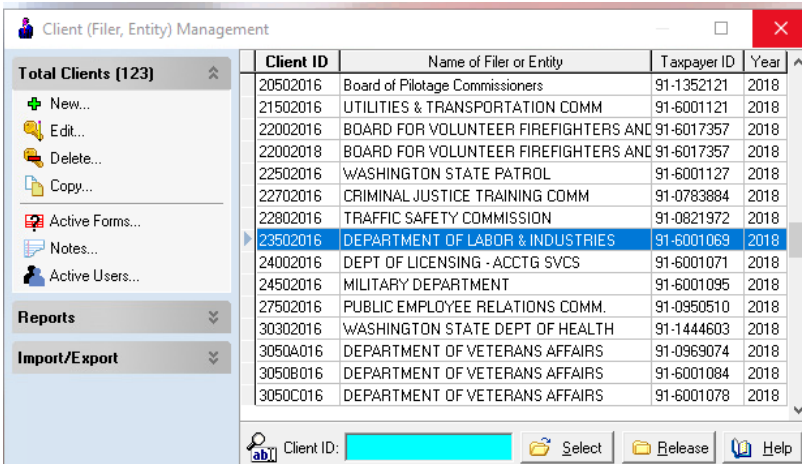 Client (Filer, Entity) Management
Total Clients (123)
New...
Edit...
Delete...
Copy...
Active Forms...
Notes...
Active Users...
Reports
Import/Export
Client ID Name of Filer or Entity Taxpayer ID Year
20502016 Board of Pilotage Commissioners 91-1352121 2018
21502016 UTILITIES & TRANSPORTATION COMM 91-6001121 2018
22002016 BOARD FOR VOLUNTEER FIREFIGHTERS AND 91-6017357 2018
22002018 BOARD FOR VOLUNTEER FIREFIGHTERS AND 91-6017357 2018
22502016 WASHINGTON STATE PATROL 91-6001127 2018
22702016 CRIMINAL JUSTICE TRAINING COMM 91-0783884 2018
22802016 TRAFFIC SAFETY COMMISSION 91-0821972 2018
23502016 DEPARTMENT OF LABOR & INDUSTRIES 91-6001069 2018
24002016 DEPT OF LICENSING - ACCTG SVCS 91-6001071 2018
24502016 MILITARY DEPARTMENT 91-6001095 2018
27502016 PUBLIC EMPLOYEE RELATIONS COMM. 91-0950510 2018
30302016 WASHINGTON STATE DEPT OF HEALTH 91-1444603 2018
3050A016 DEPARTMENT OF VETERANS AFFAIRS 91-0969074 2018
3050B016 DEPARTMENT OF VETERANS AFFAIRS 91-6001084 2018
3050C016 DEPARTMENT OF VETERANS AFFAIRS 91-6001078 2018
ab Client ID: Select Release Help